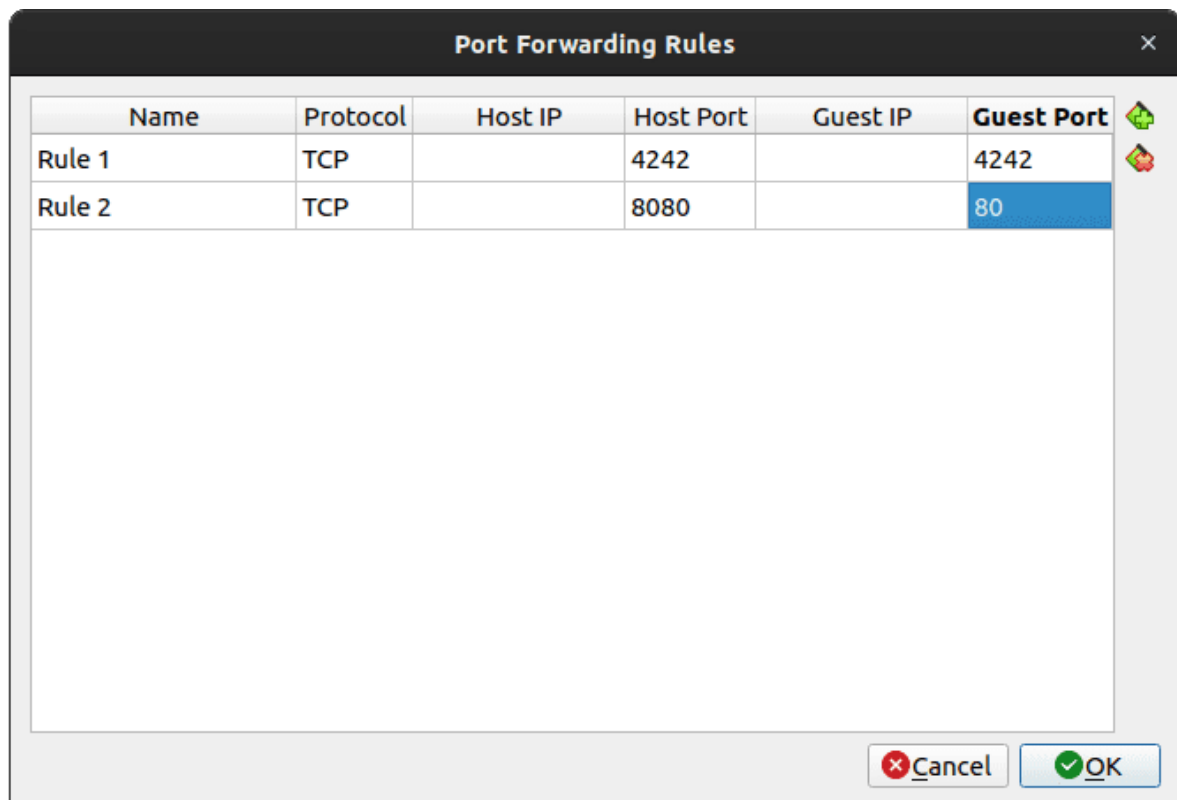 Port Forwarding Rules
Name Protocol Host IP Host Port Guest IP Guest Port
Rule 1 TCP 4242 4242
Rule 2 TCP 8080 80
Cancel OK